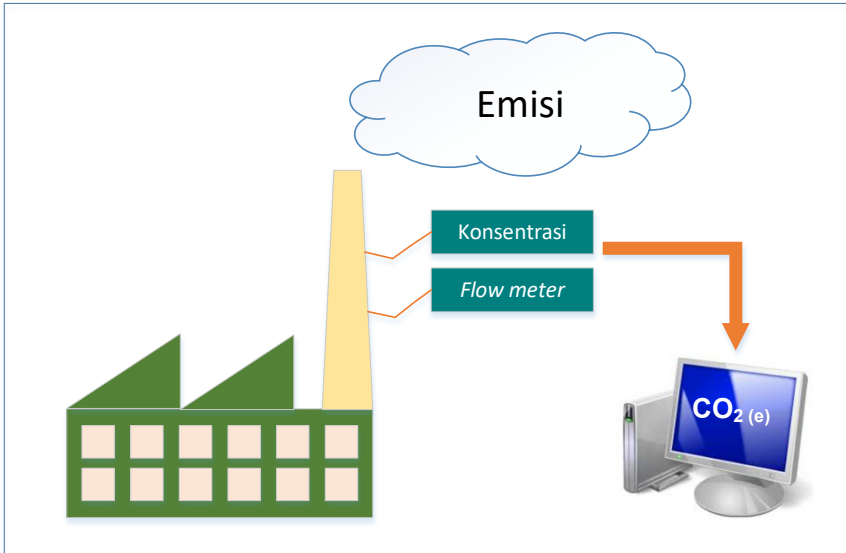 Emisi
Konsentrasi
Flow meter
CO₂ (e)